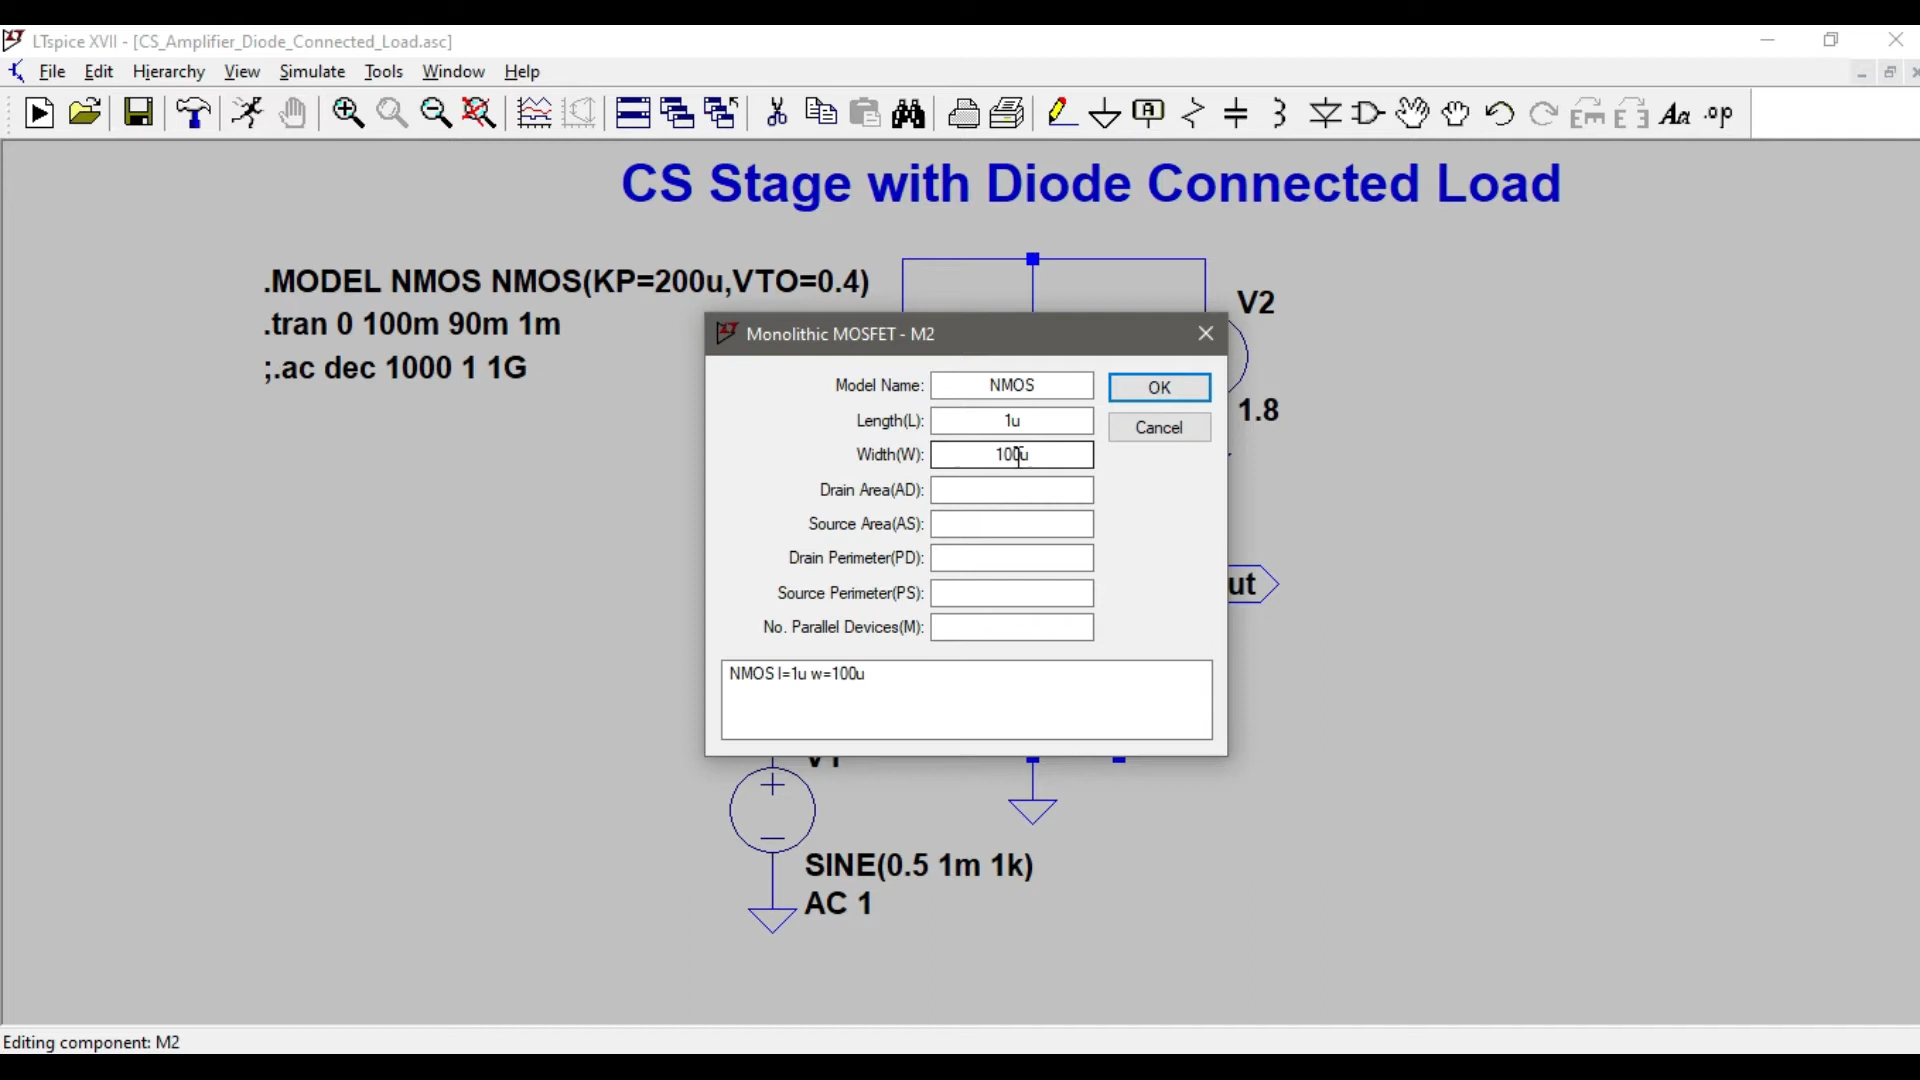 LTspice XVII - [CS_Amplifier_Diode_Connected_Load.asc]
File Edit Hierarchy View Simulate Tools Window Help
A Aa .op
CS Stage with Diode Connected Load
.MODEL NMOS NMOS(KP=200u,VTO=0.4)
.tran 0 100m 90m 1m
;.ac dec 1000 1 1G
V2
1.8
Monolithic MOSFET - M2
Model Name: NMOS
OK
Length(L): 1u
Cancel
Width(W): 100u
Drain Area(AD):
Source Area(AS):
Drain Perimeter(PD):
Source Perimeter(PS):
No. Parallel Devices(M):
NMOS l=1u w=100u
ut
V1
SINE(0.5 1m 1k)
AC 1
Editing component: M2